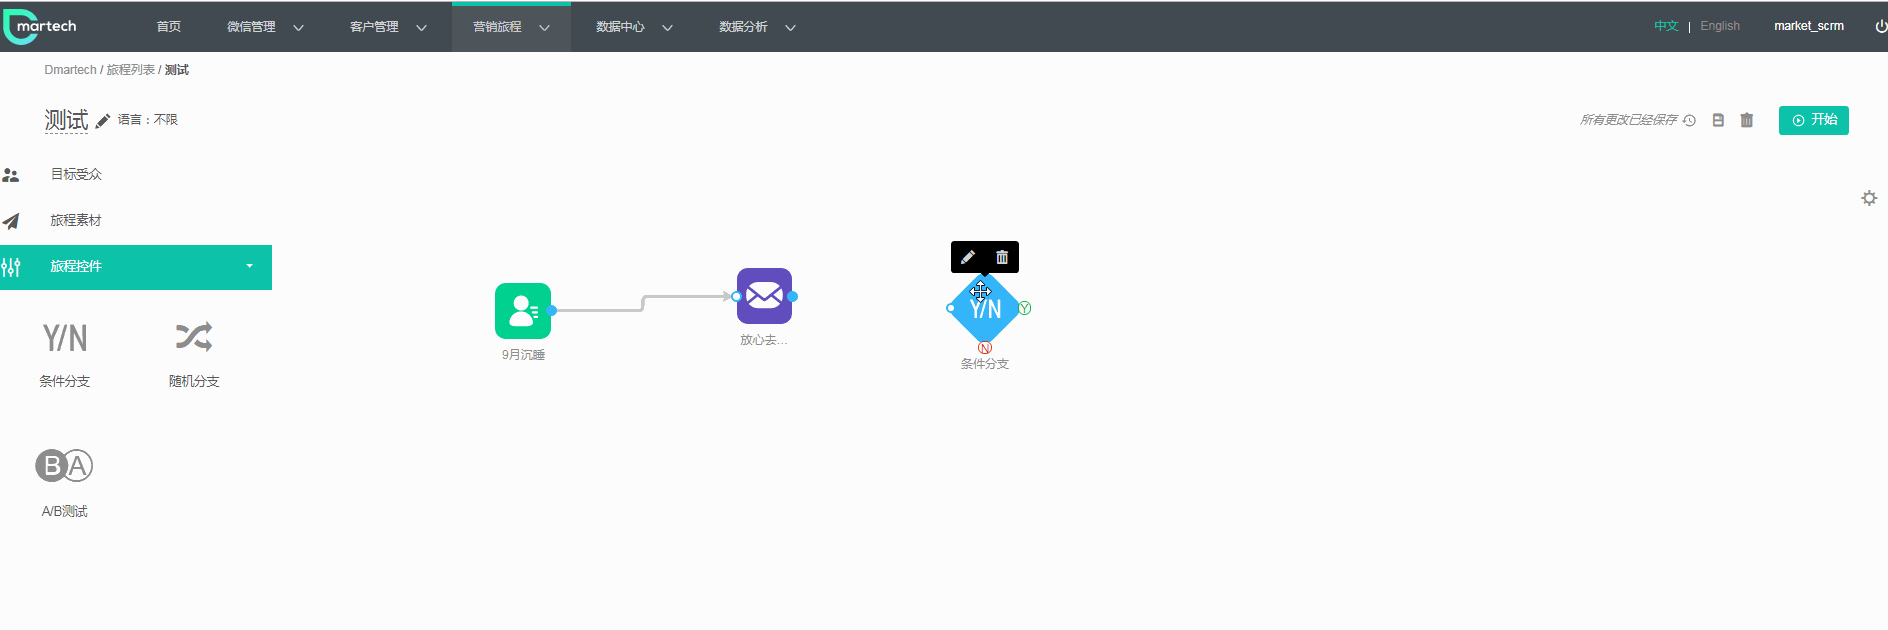 martech 首页 微信管理 客户管理 营销旅程 数据中心 数据分析 中文 | English market_scrm
Dmartech / 旅程列表 / 测试
测试 语言：不限 所有更改已经保存 开始
目标受众
旅程素材
旅程控件
Y/N
条件分支
随机分支
B A
A/B测试
9月沉睡
放心去...
Y/N
Y
N
条件分支